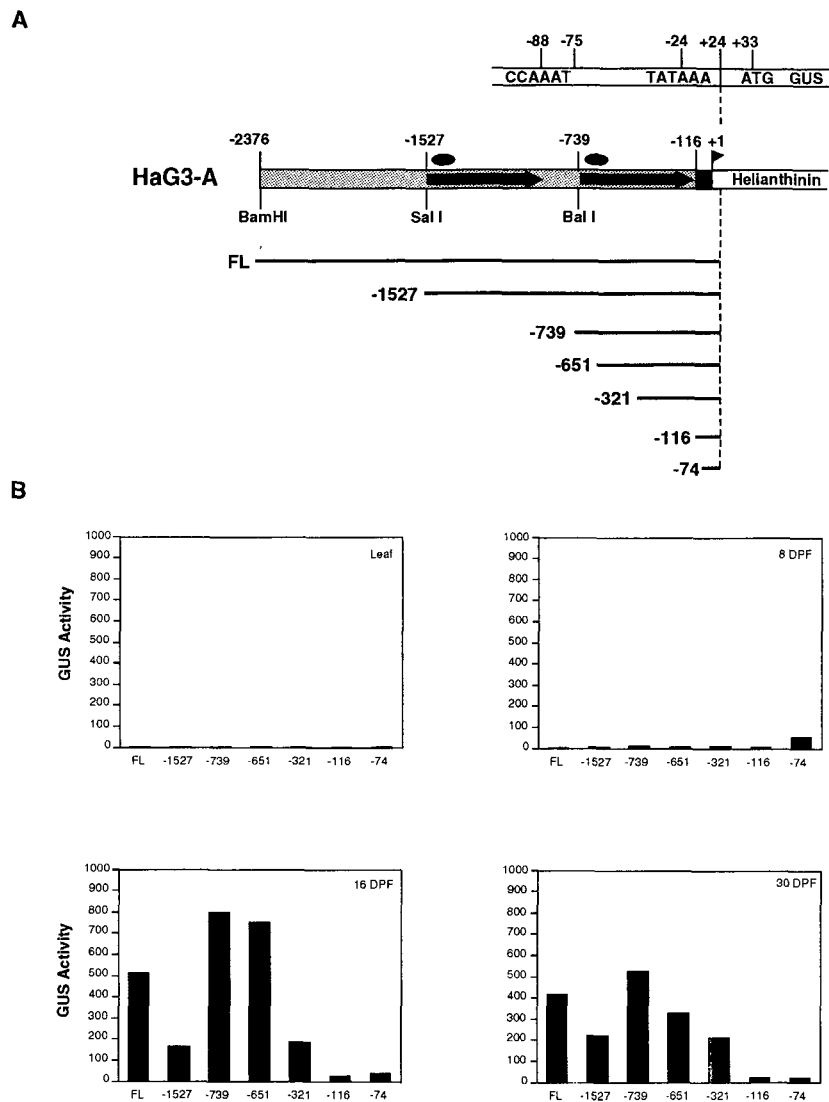 A
-88 -75 -24 +24 +33
CCAAAT TATAAA ATG GUS
-2376 -1527 -739 -116 +1
HaG3-A Helianthinin
BamHI Sal I Bal I
FL
-1527
-739
-651
-321
-116
-74
B
GUS Activity
1000
900
800
700
600
500
400
300
200
100
0
Leaf
FL -1527 -739 -651 -321 -116 -74
1000
900
800
700
600
500
400
300
200
100
0
8 DPF
FL -1527 -739 -651 -321 -116 -74
GUS Activity
1000
900
800
700
600
500
400
300
200
100
0
16 DPF
FL -1527 -739 -651 -321 -116 -74
1000
900
800
700
600
500
400
300
200
100
0
30 DPF
FL -1527 -739 -651 -321 -116 -74